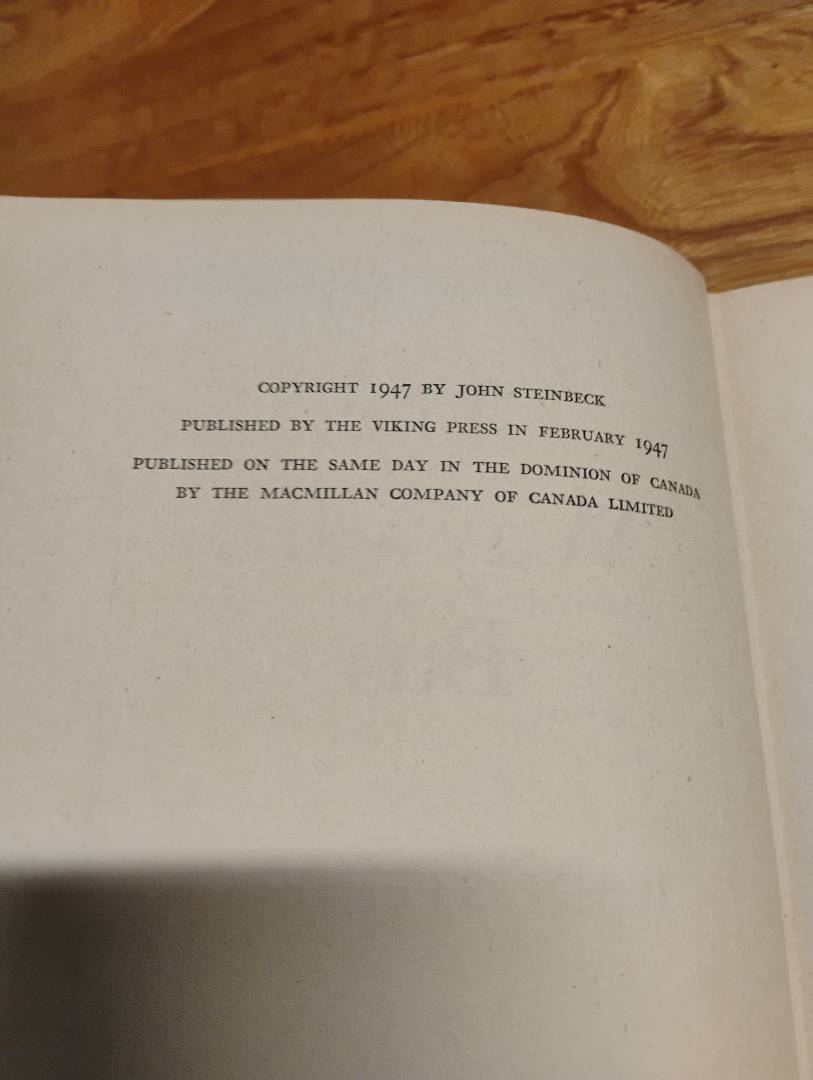 COPYRIGHT 1947 BY JOHN STEINBECK
PUBLISHED BY THE VIKING PRESS IN FEBRUARY 1947
PUBLISHED ON THE SAME DAY IN THE DOMINION OF CANADA
BY THE MACMILLAN COMPANY OF CANADA LIMITED